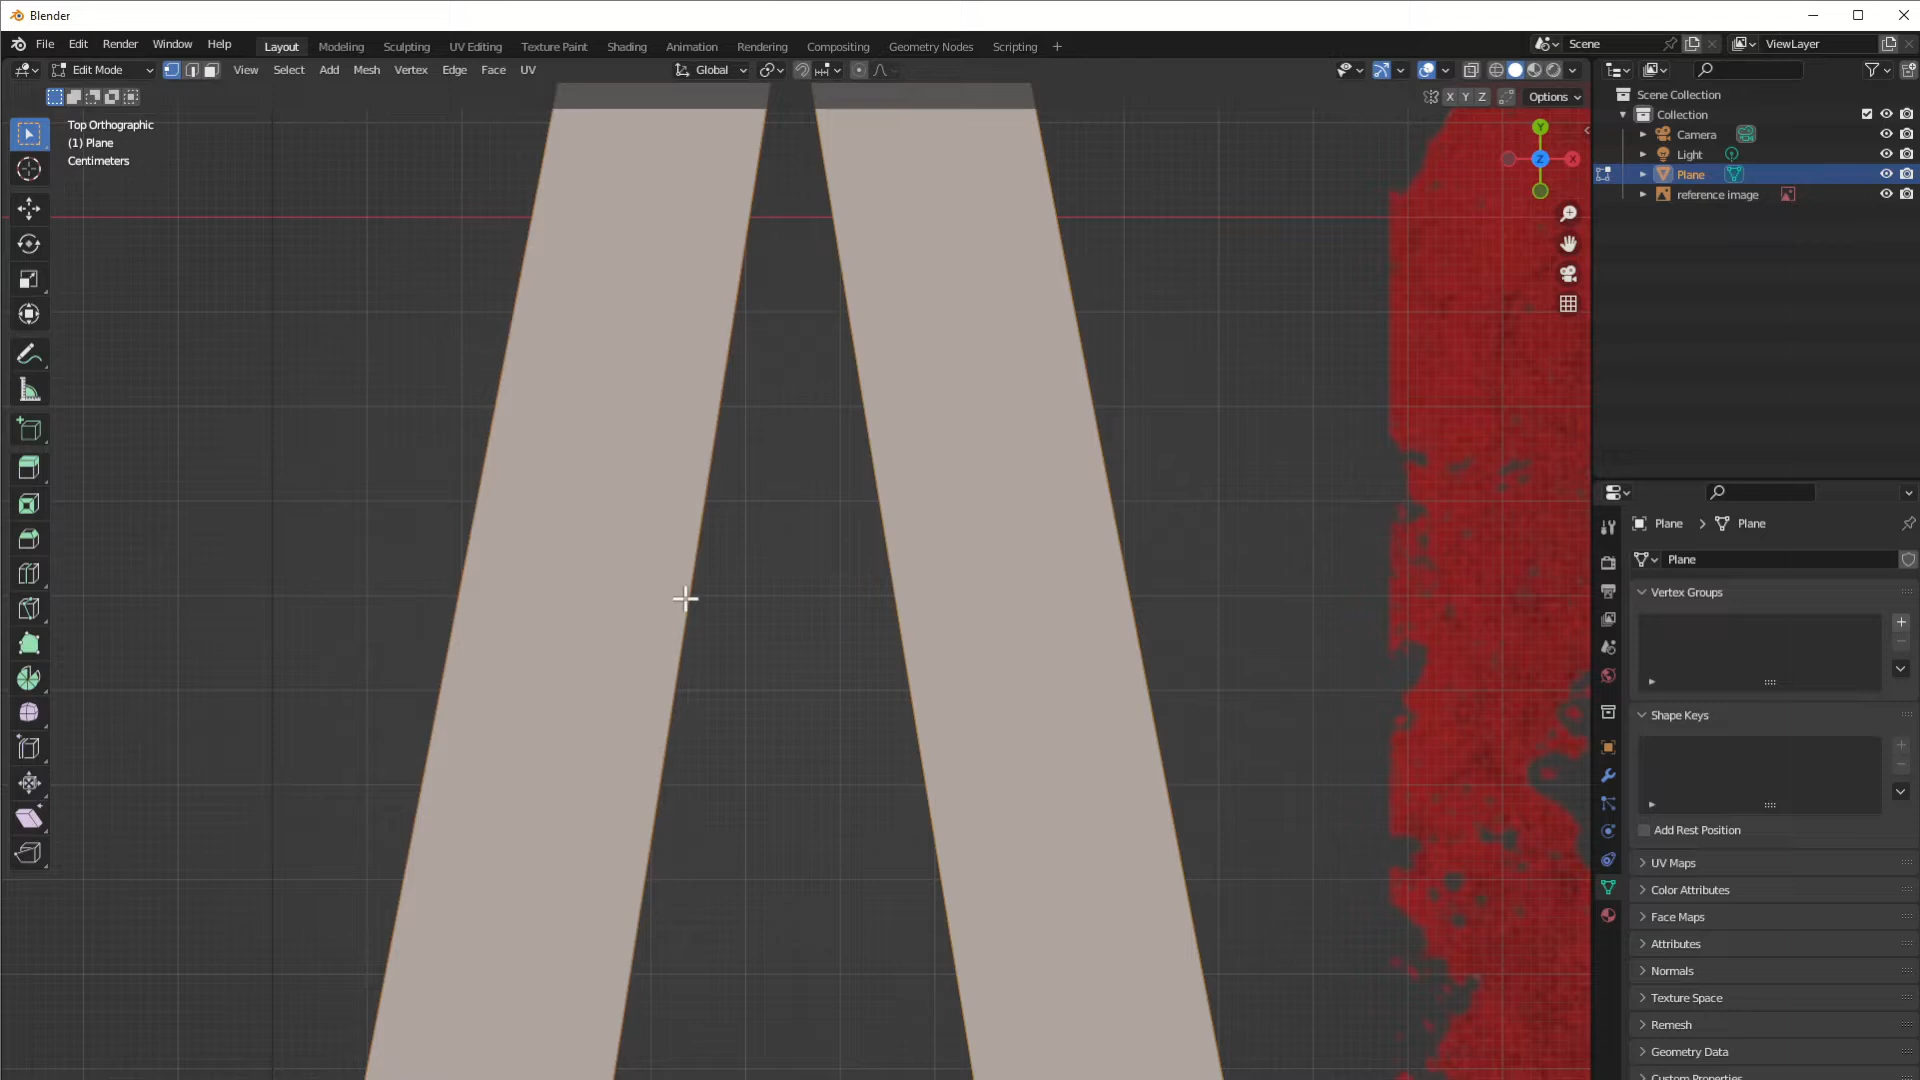 Blender
File Edit Render Window Help Layout Modeling Sculpting UV Editing Texture Paint Shading Animation Rendering Compositing Geometry Nodes Scripting + Scene ViewLayer
Edit Mode View Select Add Mesh Vertex Edge Face UV Global
X Y Z Options
Top Orthographic
(1) Plane
Centimeters
Y
Z
X
Scene Collection
Collection
Camera
Light
Plane
reference image
Plane > Plane
Plane
Vertex Groups
Shape Keys
Add Rest Position
UV Maps
Color Attributes
Face Maps
Attributes
Normals
Texture Space
Remesh
Geometry Data
Custom Properties